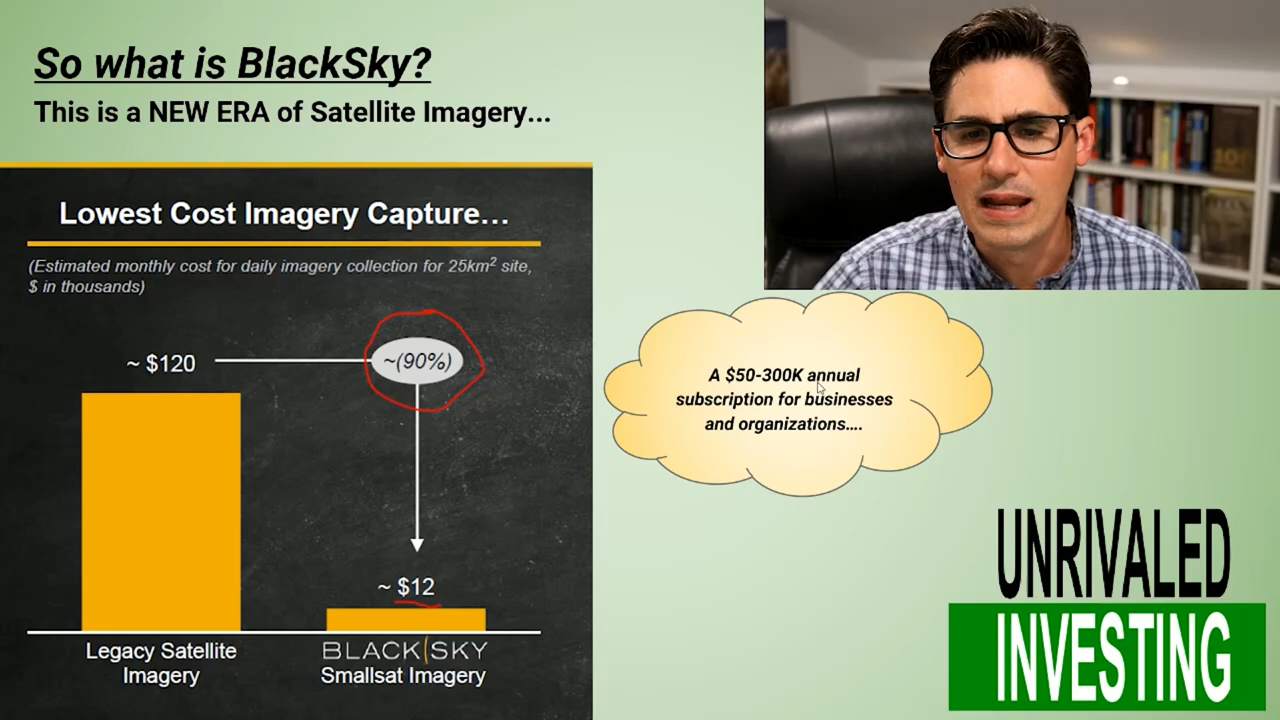 So what is BlackSky?
This is a NEW ERA of Satellite Imagery...
Lowest Cost Imagery Capture…
(Estimated monthly cost for daily imagery collection for 25km² site,
$ in thousands)
~ $120
~(90%)
~ $12
Legacy Satellite
Imagery
BLACK SKY
Smallsat Imagery
A $50-300K annual
subscription for businesses
and organizations....
UNRIVALED
INVESTING